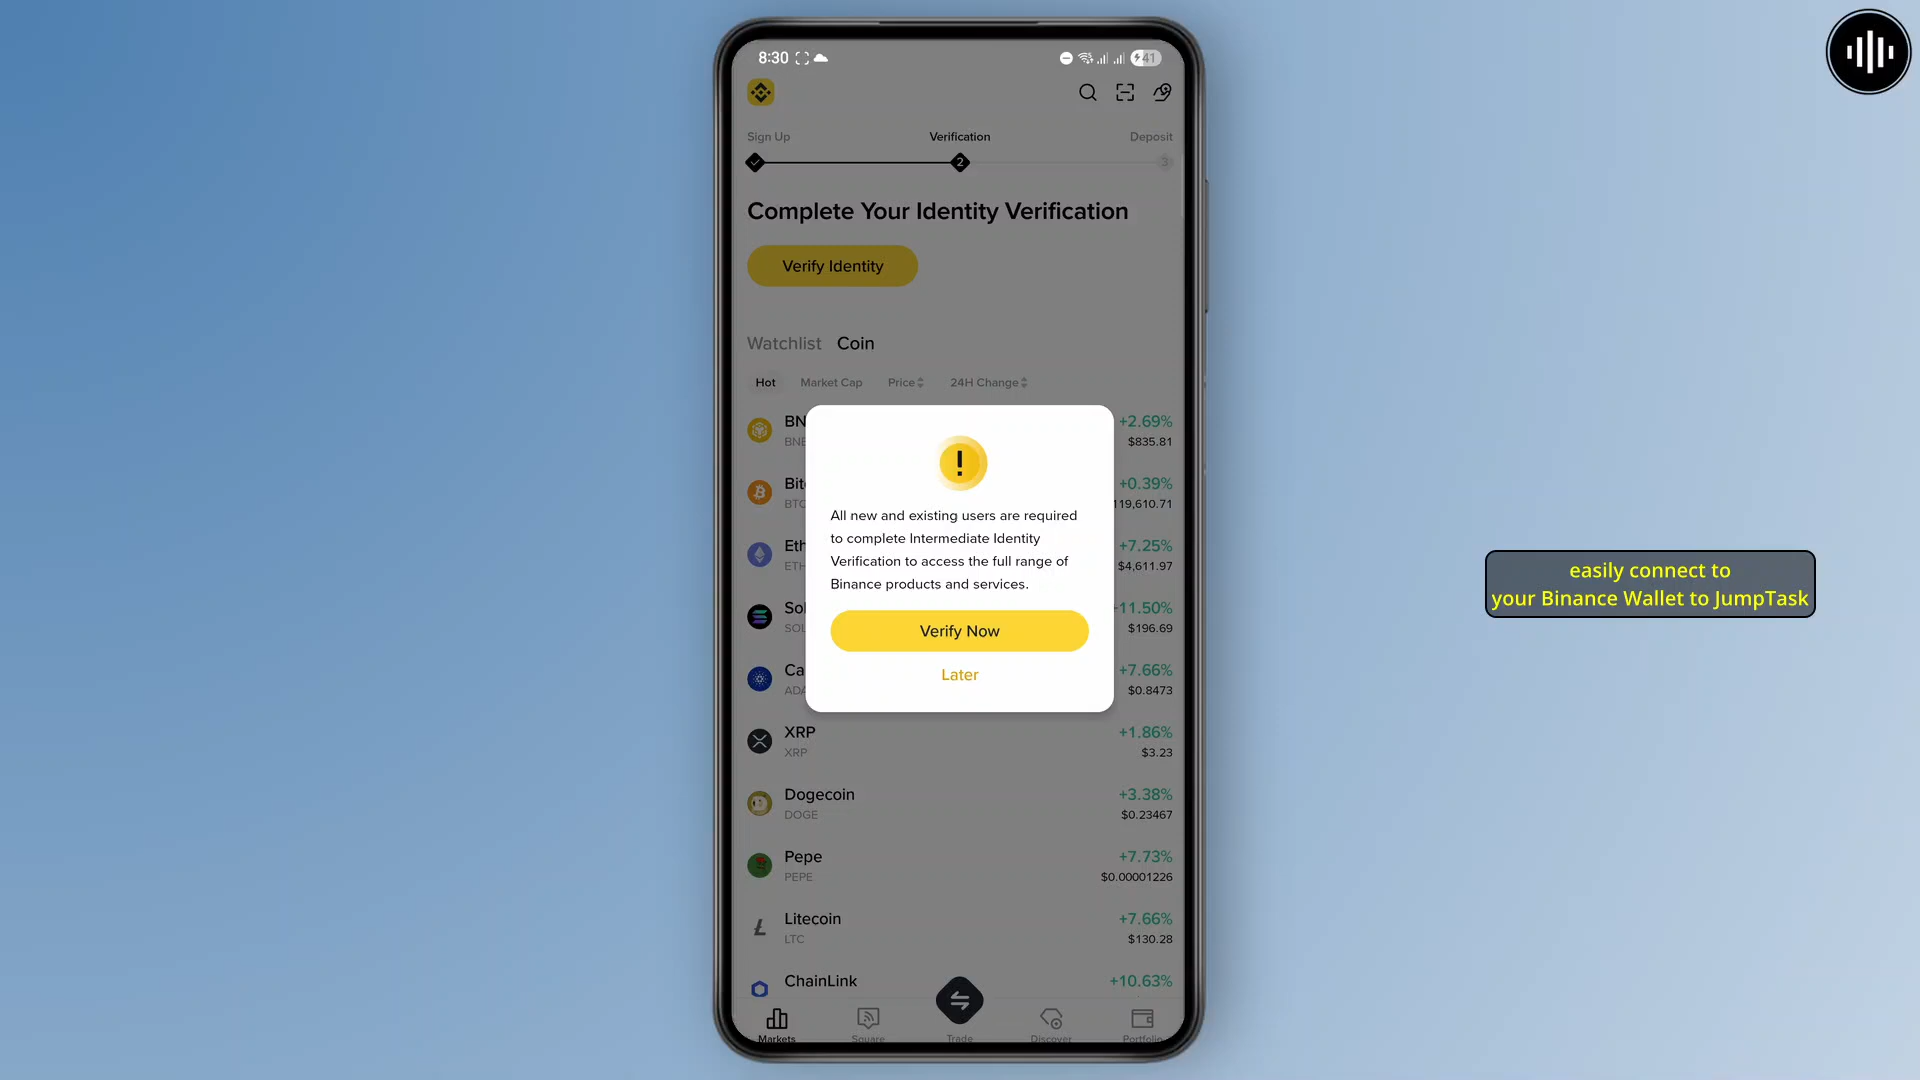 8:30
41
Sign Up
Verification
Deposit
2
3
Complete Your Identity Verification
Verify Identity
Watchlist Coin
Hot Market Cap Price 24H Change
BN +2.69%
BNB $835.81
Bit +0.39%
BTC 119,610.71
Eth +7.25%
ETH $4,611.97
Sol +11.50%
SOL $196.69
Ca +7.66%
ADA $0.8473
!
All new and existing users are required
to complete Intermediate Identity
Verification to access the full range of
Binance products and services.
Verify Now
Later
XRP +1.86%
XRP $3.23
Dogecoin +3.38%
DOGE $0.23467
Pepe +7.73%
PEPE $0.00001226
Litecoin +7.66%
LTC $130.28
ChainLink +10.63%
Markets Square Trade Discover Portfolio
easily connect to
your Binance Wallet to JumpTask